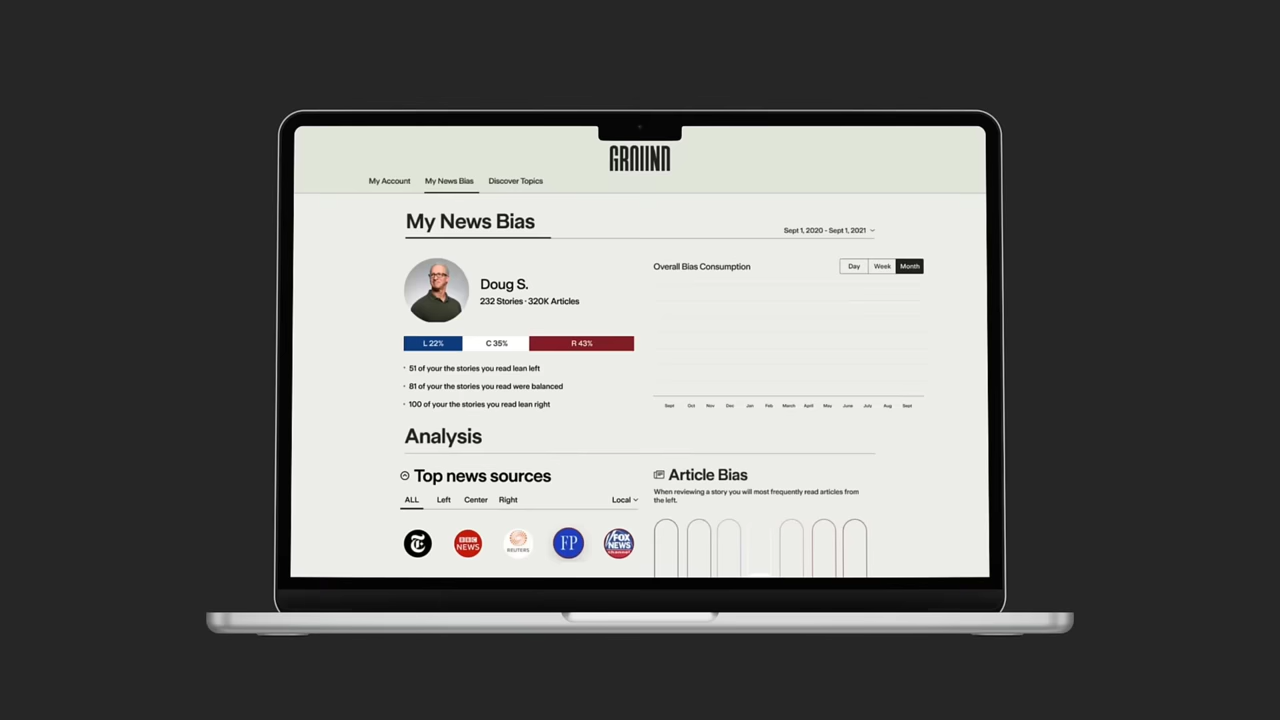 GROUND
My Account My News Bias Discover Topics
My News Bias
Sept 1, 2020 - Sept 1, 2021
Doug S.
232 Stories · 320K Articles
L 22% C 35% R 43%
· 51 of your the stories you read lean left
· 81 of your the stories you read were balanced
· 100 of your the stories you read lean right
Overall Bias Consumption
Day Week Month
Sept Oct Nov Dec Jan Feb March April May June July Aug Sept
Analysis
Top news sources
ALL Left Center Right Local
T
BBC
NEWS
REUTERS
FP
FOX
NEWS
Article Bias
When reviewing a story you will most frequently read articles from
the left.